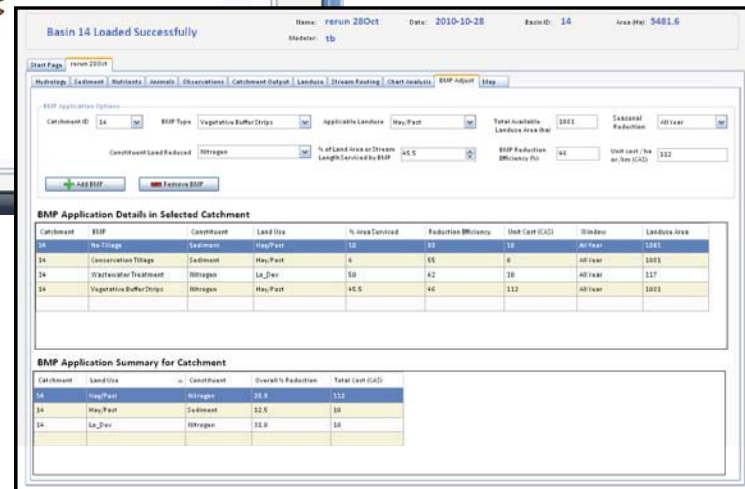 Basin 14 Loaded Successfully
Name: rerun 28Oct Date: 2010-10-28 Basin ID: 14 Area (Ha): 5481.6
Modeler: tb
Start Page rerun 28Oct
Hydrology Sediment Nutrients Animals Observations Catchment Output Landuse Stream Routing Chart Analysis BMP Adjust Map
BMP Application Options
Catchment ID 14 BMP Type Vegetative Buffer Strips Applicable Landuse Hay/Past Total Available Landuse Area (ha) 1001 Seasonal Reduction All Year
Constituent Load Reduced Nitrogen % of Land Area or Stream Length Serviced by BMP 45.5 BMP Reduction Efficiency (%) 46 Unit cost / ha or /km (CA$) 112
Add BMP Remove BMP
BMP Application Details in Selected Catchment
Catchment BMP Constituent Land Use % Area Serviced Reduction Efficiency Unit Cost (CA$) Window Landuse Area
14 No-Tillage Sediment Hay/Past 10 All Year 1001
14 Conservation Tillage Sediment Hay/Past 6 55 All Year 1001
14 Wastewater Treatment Nitrogen Lo_Dev 50 62 10 All Year 117
14 Vegetative Buffer Strips Nitrogen Hay/Past 45.5 46 112 All Year 1001
BMP Application Summary for Catchment
Catchment Land Use Constituent Overall % Reduction Total Cost (CA$)
14 Hay/Past Nitrogen 112
14 Hay/Past Sediment 12.5
14 Lo_Dev Nitrogen 31.0 10